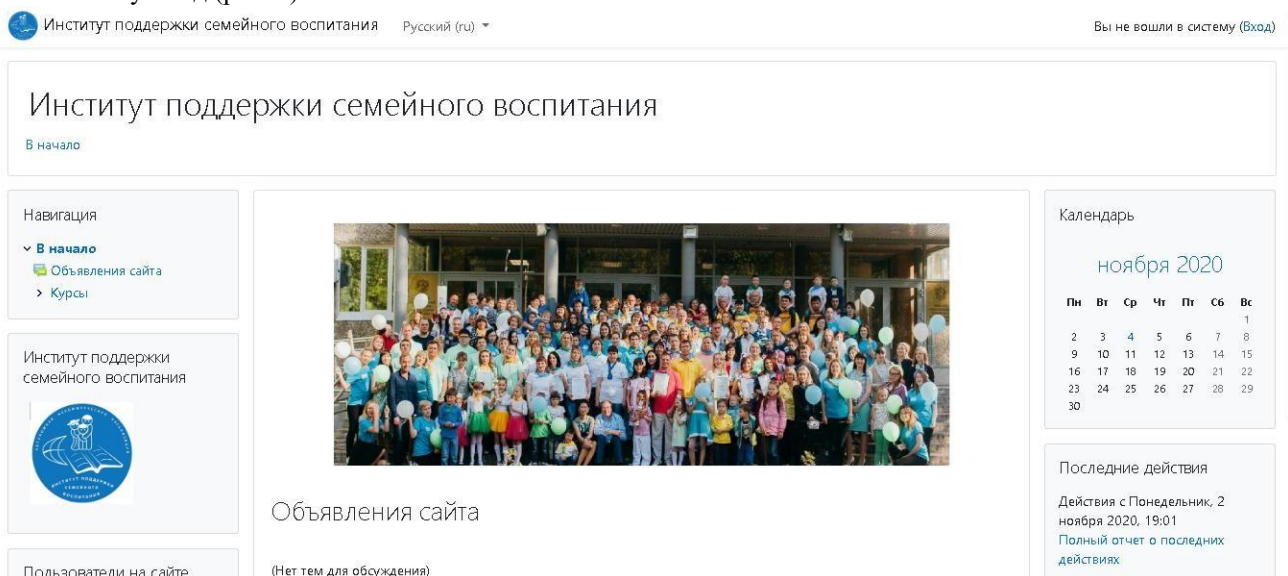 Институт поддержки семейного воспитания Русский (ru)
Вы не вошли в систему (Вход)
Институт поддержки семейного воспитания
В начало
Навигация
В начало
Объявления сайта
Курсы
Институт поддержки
семейного воспитания
Пользователи на сайте
Объявления сайта
(Нет тем для обсуждения)
Календарь
ноября 2020
Пн Вт Ср Чт Пт Сб Вс
1
2 3 4 5 6 7 8
9 10 11 12 13 14 15
16 17 18 19 20 21 22
23 24 25 26 27 28 29
30
Последние действия
Действия с Понедельник, 2
ноября 2020, 19:01
Полный отчет о последних
действиях